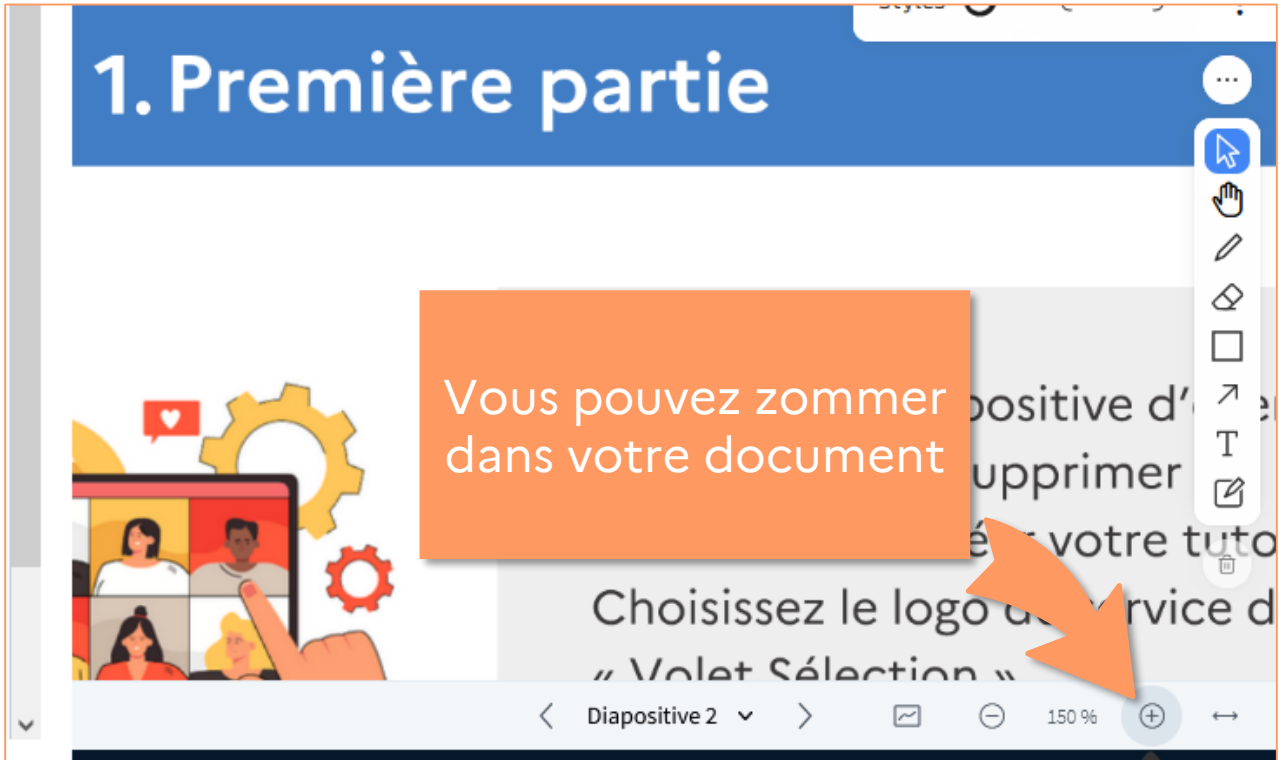 Styles
1. Première partie
Vous pouvez zommer
dans votre document
positive d'
upprimer
votre tuto
Choisissez le logo
« Volet Sélection »
T
Diapositive 2
150 %